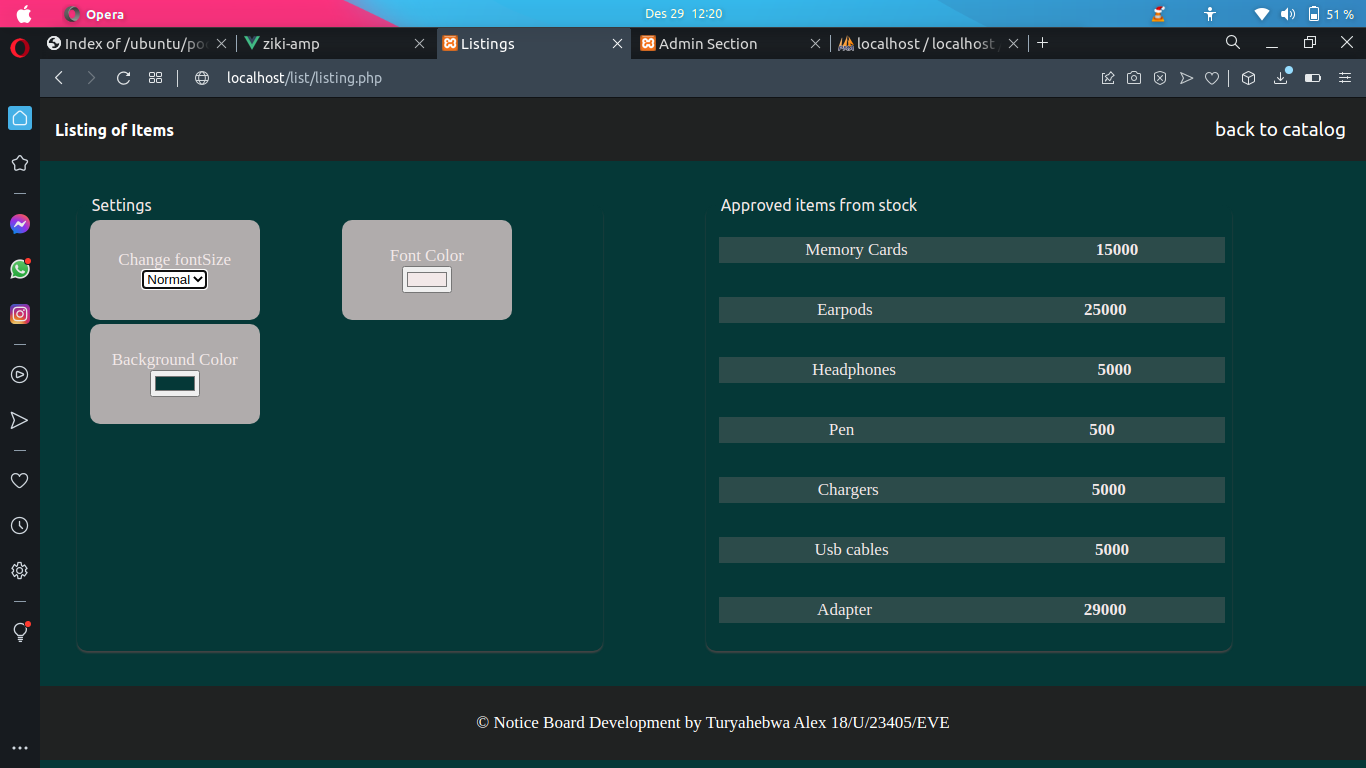 Opera
Des 29 12:20
51 %
Index of /ubuntu/po
ziki-amp
Listings
Admin Section
localhost / localhost /
localhost/list/listing.php
Listing of Items
back to catalog
Settings
Change fontSize
Normal
Font Color
Background Color
Approved items from stock
Memory Cards 15000
Earpods 25000
Headphones 5000
Pen 500
Chargers 5000
Usb cables 5000
Adapter 29000
© Notice Board Development by Turyahebwa Alex 18/U/23405/EVE